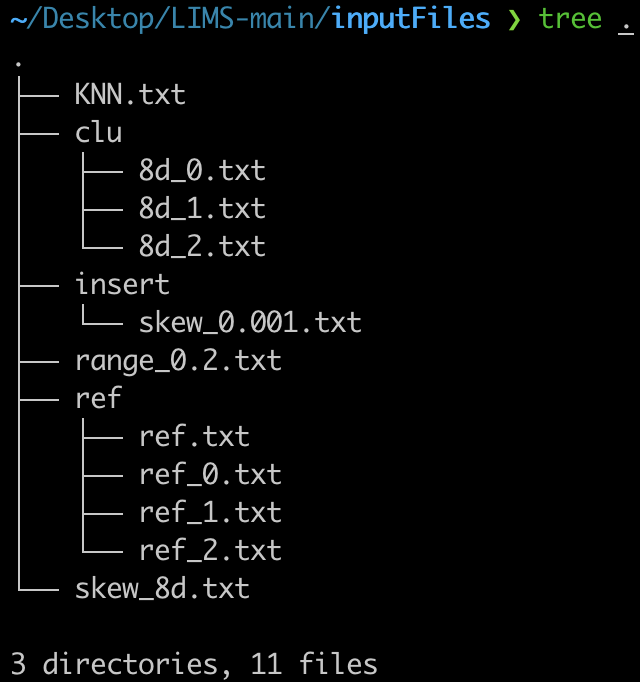 ~/Desktop/LIMS-main/inputFiles ❯ tree .
.
├── KNN.txt
├── clu
│   ├── 8d_0.txt
│   ├── 8d_1.txt
│   └── 8d_2.txt
├── insert
│   └── skew_0.001.txt
├── range_0.2.txt
├── ref
│   ├── ref.txt
│   ├── ref_0.txt
│   ├── ref_1.txt
│   └── ref_2.txt
└── skew_8d.txt
3 directories, 11 files